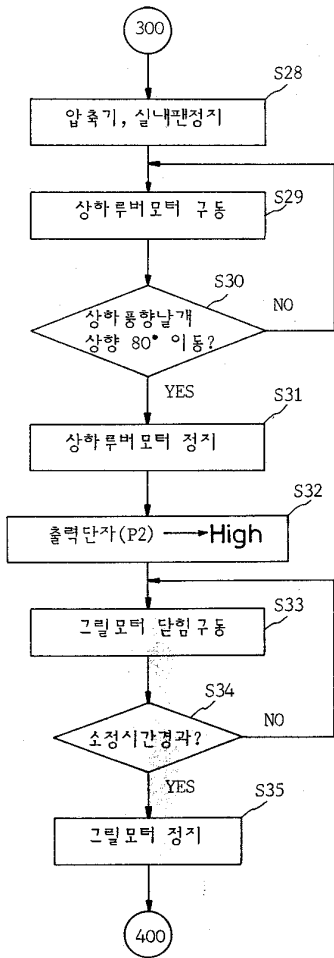 300
S28
압축기, 실내팬정지
S29
상하루버모터 구동
S30
상하풍향날개
상향 80° 이동?
NO
YES
S31
상하루버모터 정지
S32
출력단자(P2) → High
S33
그릴모터 닫힘구동
S34
소정시간경과?
NO
YES
S35
그릴모터 정지
400